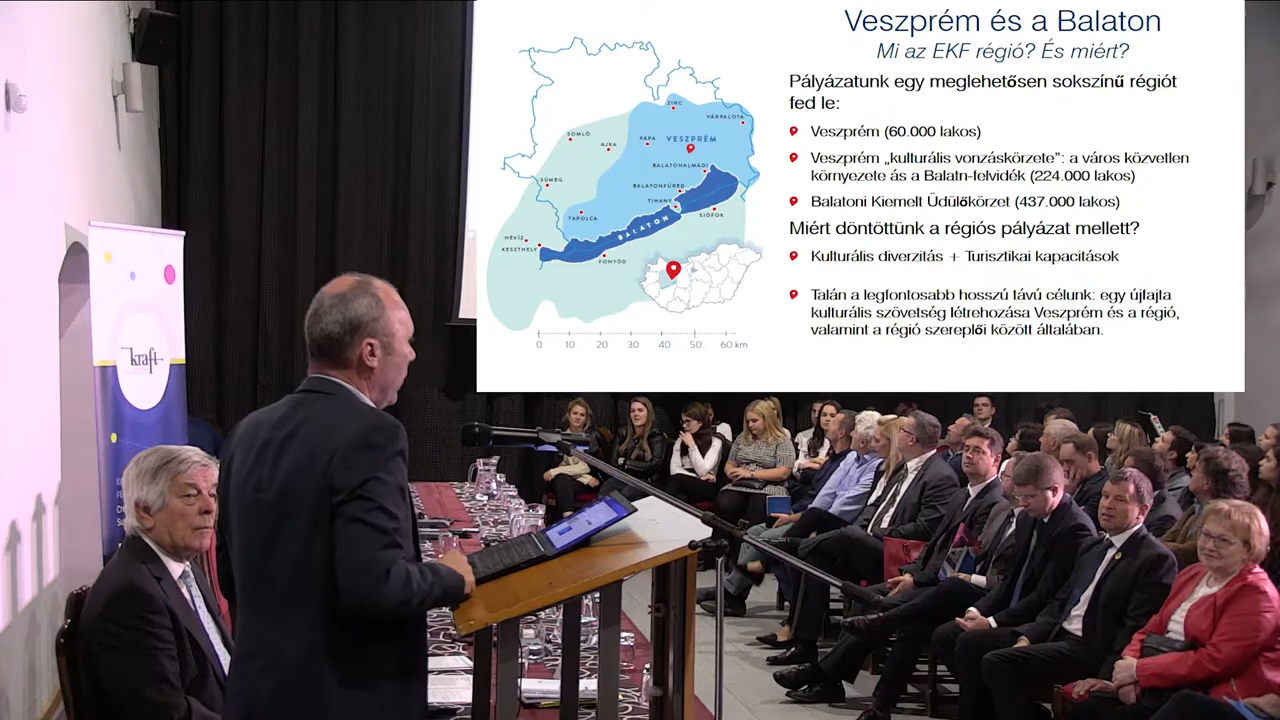 Veszprém és a Balaton
Mi az EKF régió? És miért?
Pályázatunk egy meglehetősen sokszínű régiót
fed le:
Veszprém (60.000 lakos)
Veszprém „kulturális vonzáskörzete": a város közvetlen
környezete ás a Balatn-felvidék (224.000 lakos)
Balatoni Kiemelt Üdülőkörzet (437.000 lakos)
Miért döntöttünk a régiós pályázat mellett?
Kulturális diverzitás + Turisztlikai kapacitások
Talán a legfontosabb hosszú távú célunk: egy újfajta
kulturális szövetség létrehozása Veszprém és a régió,
valamint a régió szereplői között általában.
ZIRC
VÁRPALOTA
SOMLÓ
PÁPA
VESZPRÉM
AJKA
BALATONALMÁDI
SÜMEG
BALATONFÜRED
TIHANY
TAPOLCA
SIÓFOK
BALATON
HÉVÍZ
KESZTHELY
FONYÓD
0 10 20 30 40 50 60 km
kraft